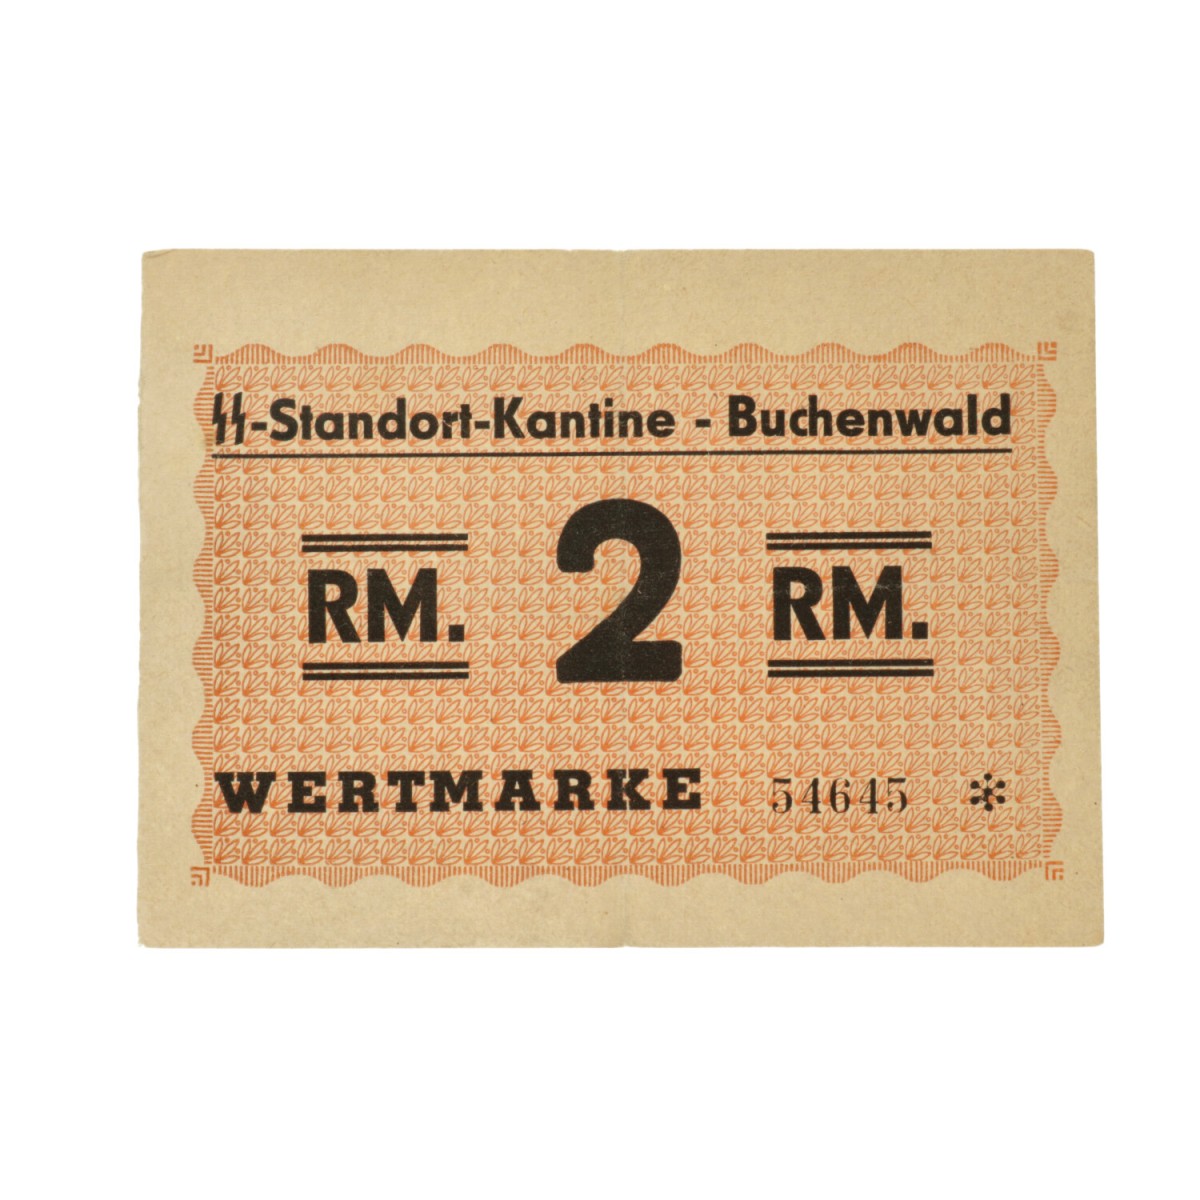 SS-Standort-Kantine - Buchenwald
RM. 2 RM.
WERTMARKE 54645 *